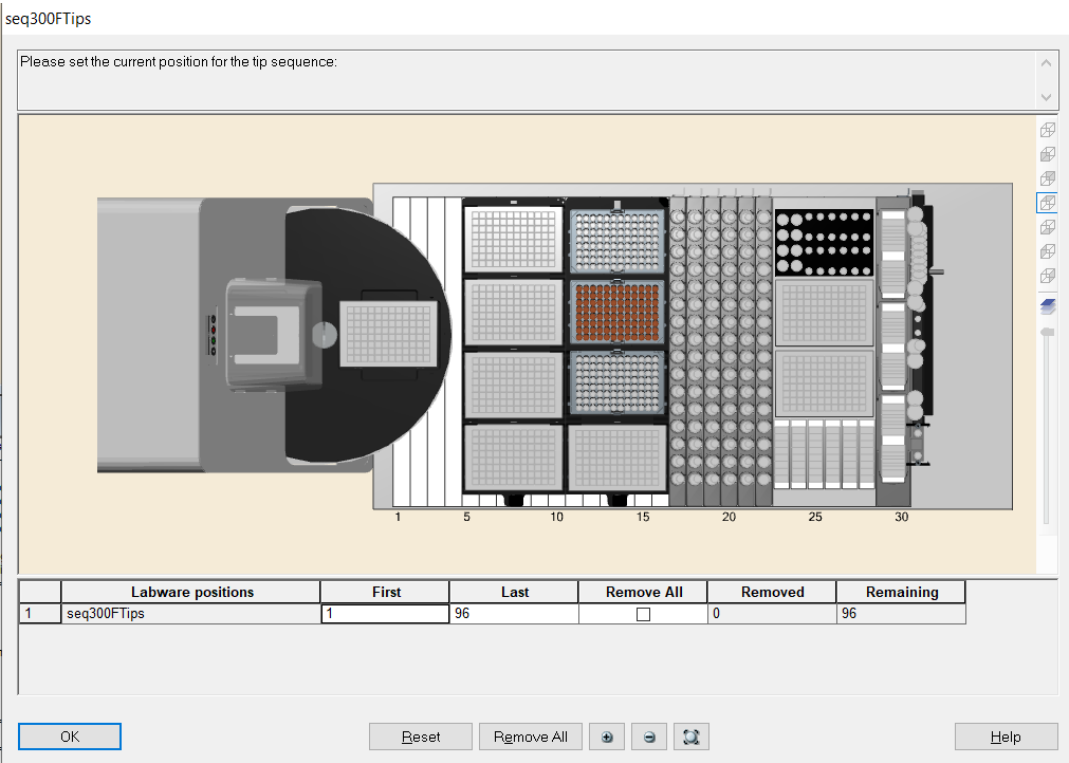 seq300FTips
Please set the current position for the tip sequence:
1 5 10 15 20 25 30
Labware positions First Last Remove All Removed Remaining
1 seq300FTips 1 96 0 96
OK Reset Remove All Help